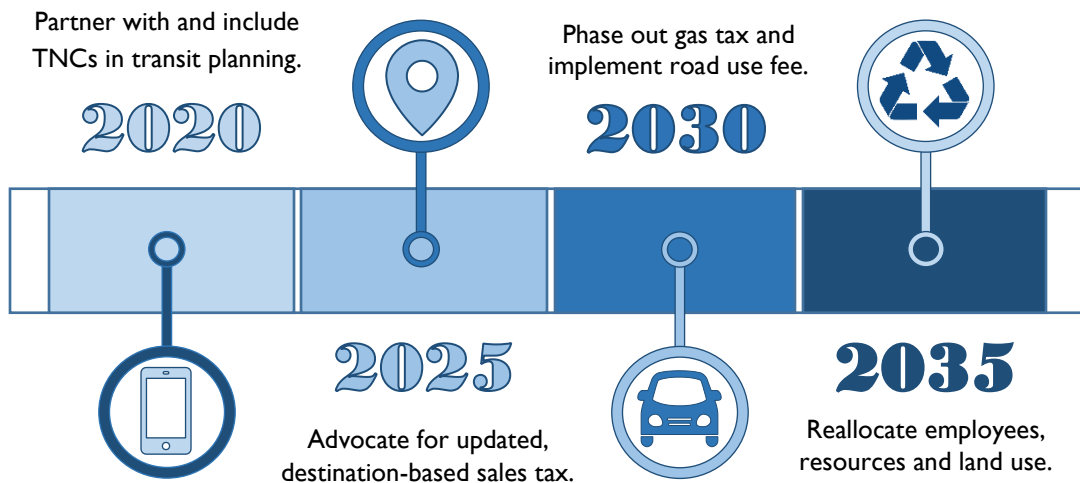 Partner with and include
TNCs in transit planning.
2020
2025
Advocate for updated,
destination-based sales tax.
Phase out gas tax and
implement road use fee.
2030
2035
Reallocate employees,
resources and land use.